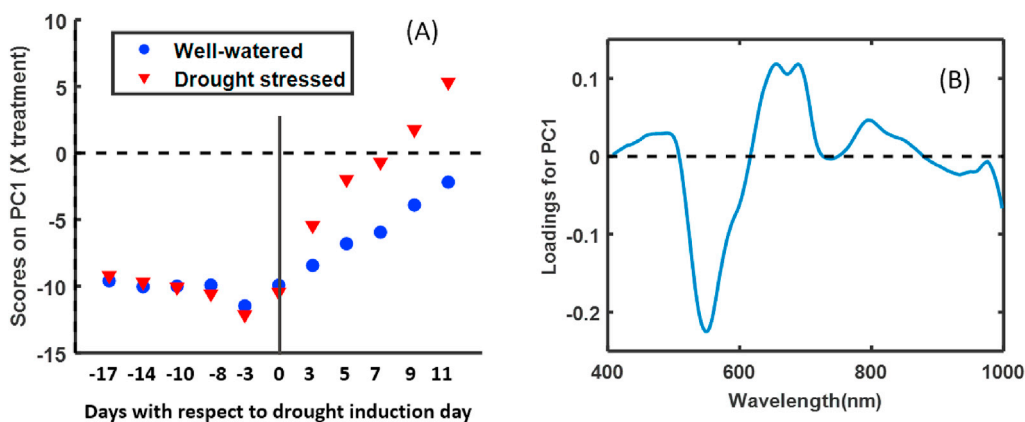 (A)
Well-watered
Drought stressed
Scores on PC1 (X treatment)
10
5
0
-5
-10
-15
-17 -14 -10 -8 -3 0 3 5 7 9 11
Days with respect to drought induction day
(B)
Loadings for PC1
0.1
0
-0.1
-0.2
400 600 800 1000
Wavelength(nm)